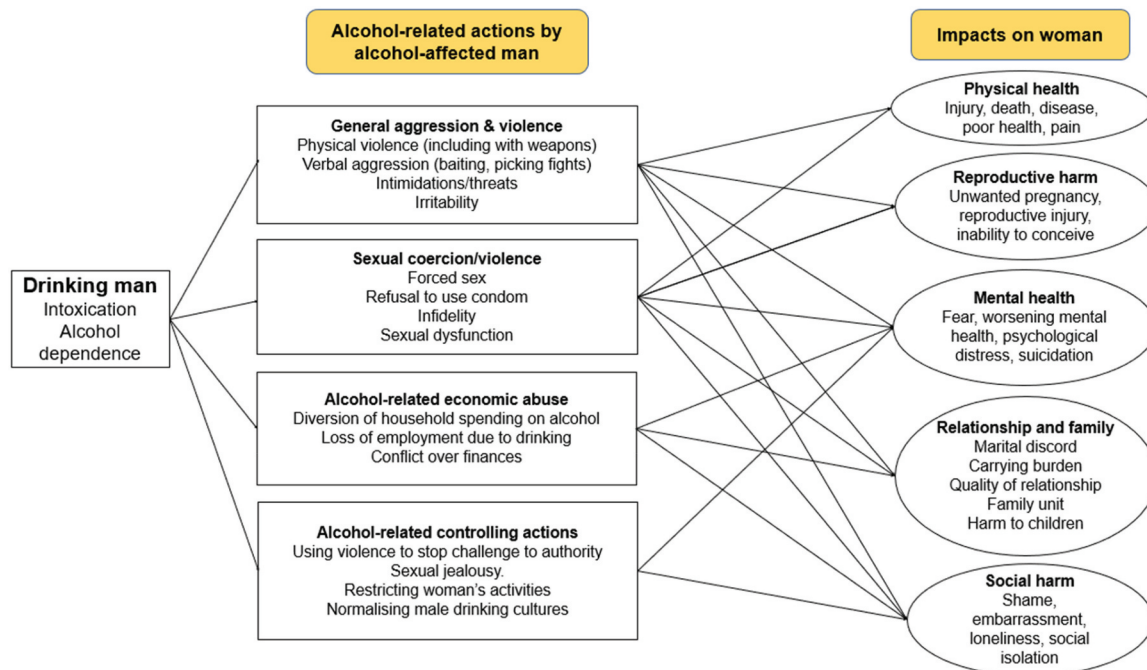 Alcohol-related actions by
alcohol-affected man
Impacts on woman
Drinking man
Intoxication
Alcohol
dependence
General aggression & violence
Physical violence (including with weapons)
Verbal aggression (baiting, picking fights)
Intimidations/threats
Irritability
Sexual coercion/violence
Forced sex
Refusal to use condom
Infidelity
Sexual dysfunction
Alcohol-related economic abuse
Diversion of household spending on alcohol
Loss of employment due to drinking
Conflict over finances
Alcohol-related controlling actions
Using violence to stop challenge to authority
Sexual jealousy.
Restricting woman's activities
Normalising male drinking cultures
Physical health
Injury, death, disease,
poor health, pain
Reproductive harm
Unwanted pregnancy,
reproductive injury,
inability to conceive
Mental health
Fear, worsening mental
health, psychological
distress, suicidation
Relationship and family
Marital discord
Carrying burden
Quality of relationship
Family unit
Harm to children
Social harm
Shame,
embarrassment,
loneliness, social
isolation